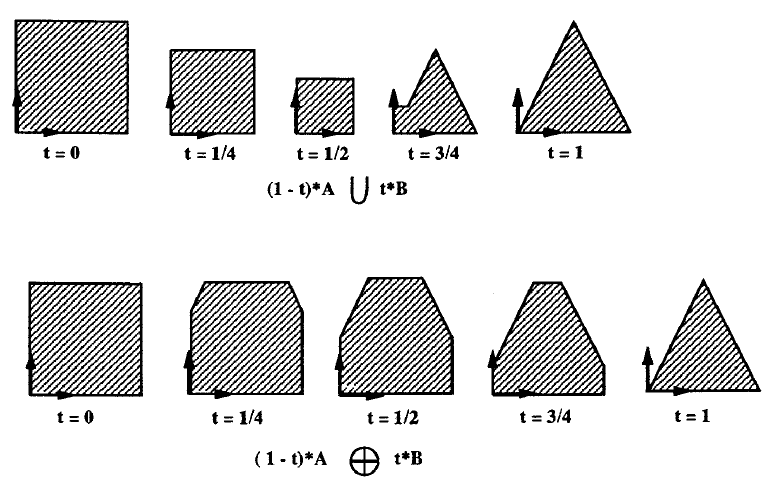 t = 0 t = 1/4 t = 1/2 t = 3/4 t = 1
(1 - t)*A ⋃ t*B
t = 0 t = 1/4 t = 1/2 t = 3/4 t = 1
( 1 - t)*A ⊕ t*B